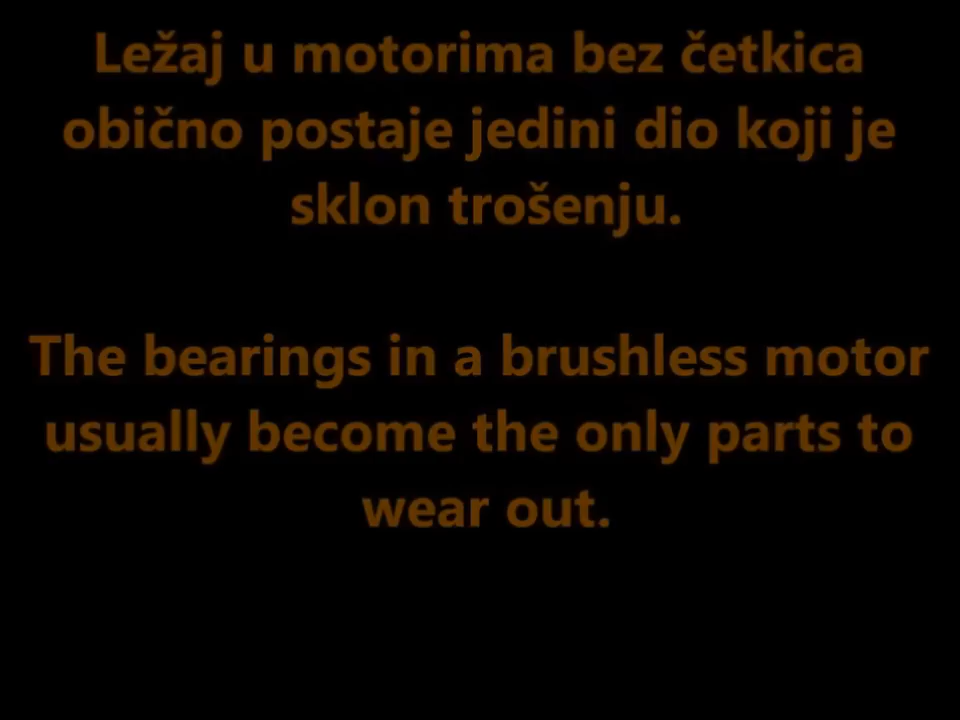 Ležaj u motorima bez četkica
obično postaje jedini dio koji je
sklon trošenju.
The bearings in a brushless motor
usually become the only parts to
wear out.